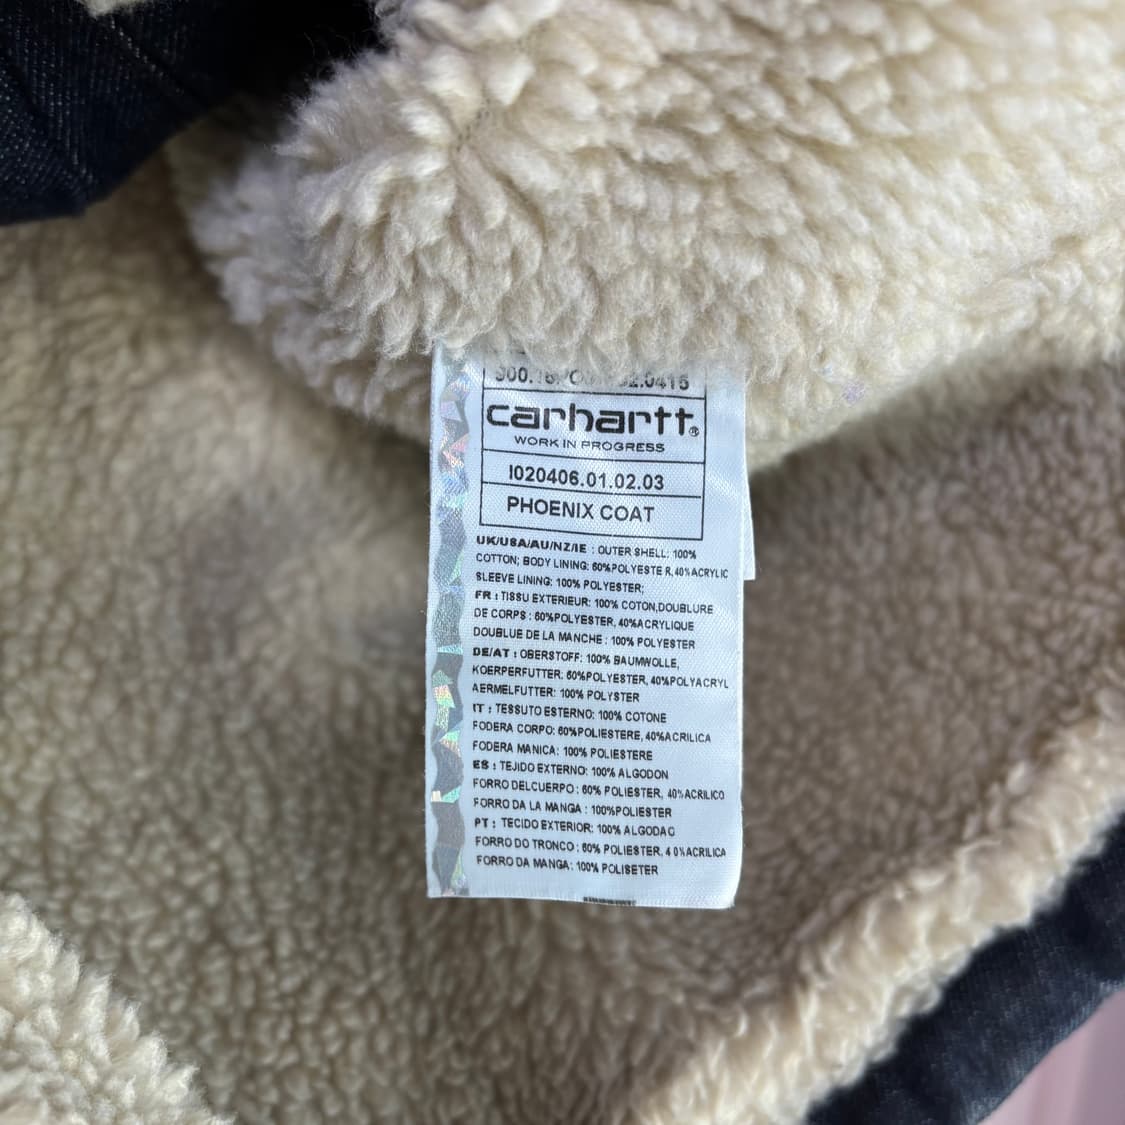 carhartt®
WORK IN PROGRESS
I020406.01.02.03
PHOENIX COAT
UK/USA/AU/NZ/IE : OUTER SHELL: 100%
COTTON; BODY LINING: 60%POLYESTE R,40%ACRYLIC
SLEEVE LINING: 100% POLYESTER;
FR : TISSU EXTERIEUR: 100% COTON,DOUBLURE
DE CORPS : 60%POLYESTER, 40%ACRYLIQUE
DOUBLUE DE LA MANCHE : 100% POLYESTER
DE/AT : OBERSTOFF: 100% BAUMWOLLE,
KOERPERFUTTER: 60%POLYESTER, 40%POLYACRYL
AERMELFUTTER: 100% POLYSTER
IT : TESSUTO ESTERNO: 100% COTONE
FODERA CORPO: 60%POLIESTERE, 40%ACRILICA
FODERA MANICA: 100% POLIESTERE
ES : TEJIDO EXTERNO: 100% ALGODON
FORRO DELCUERPO : 60% POLIESTER, 40%ACRILICO
FORRO DA LA MANGA : 100%POLIESTER
PT : TECIDO EXTERIOR: 100% ALGODAO
FORRO DO TRONCO : 60% POLIESTER, 4 0%ACRILICA
FORRO DA MANGA: 100% POLISETER